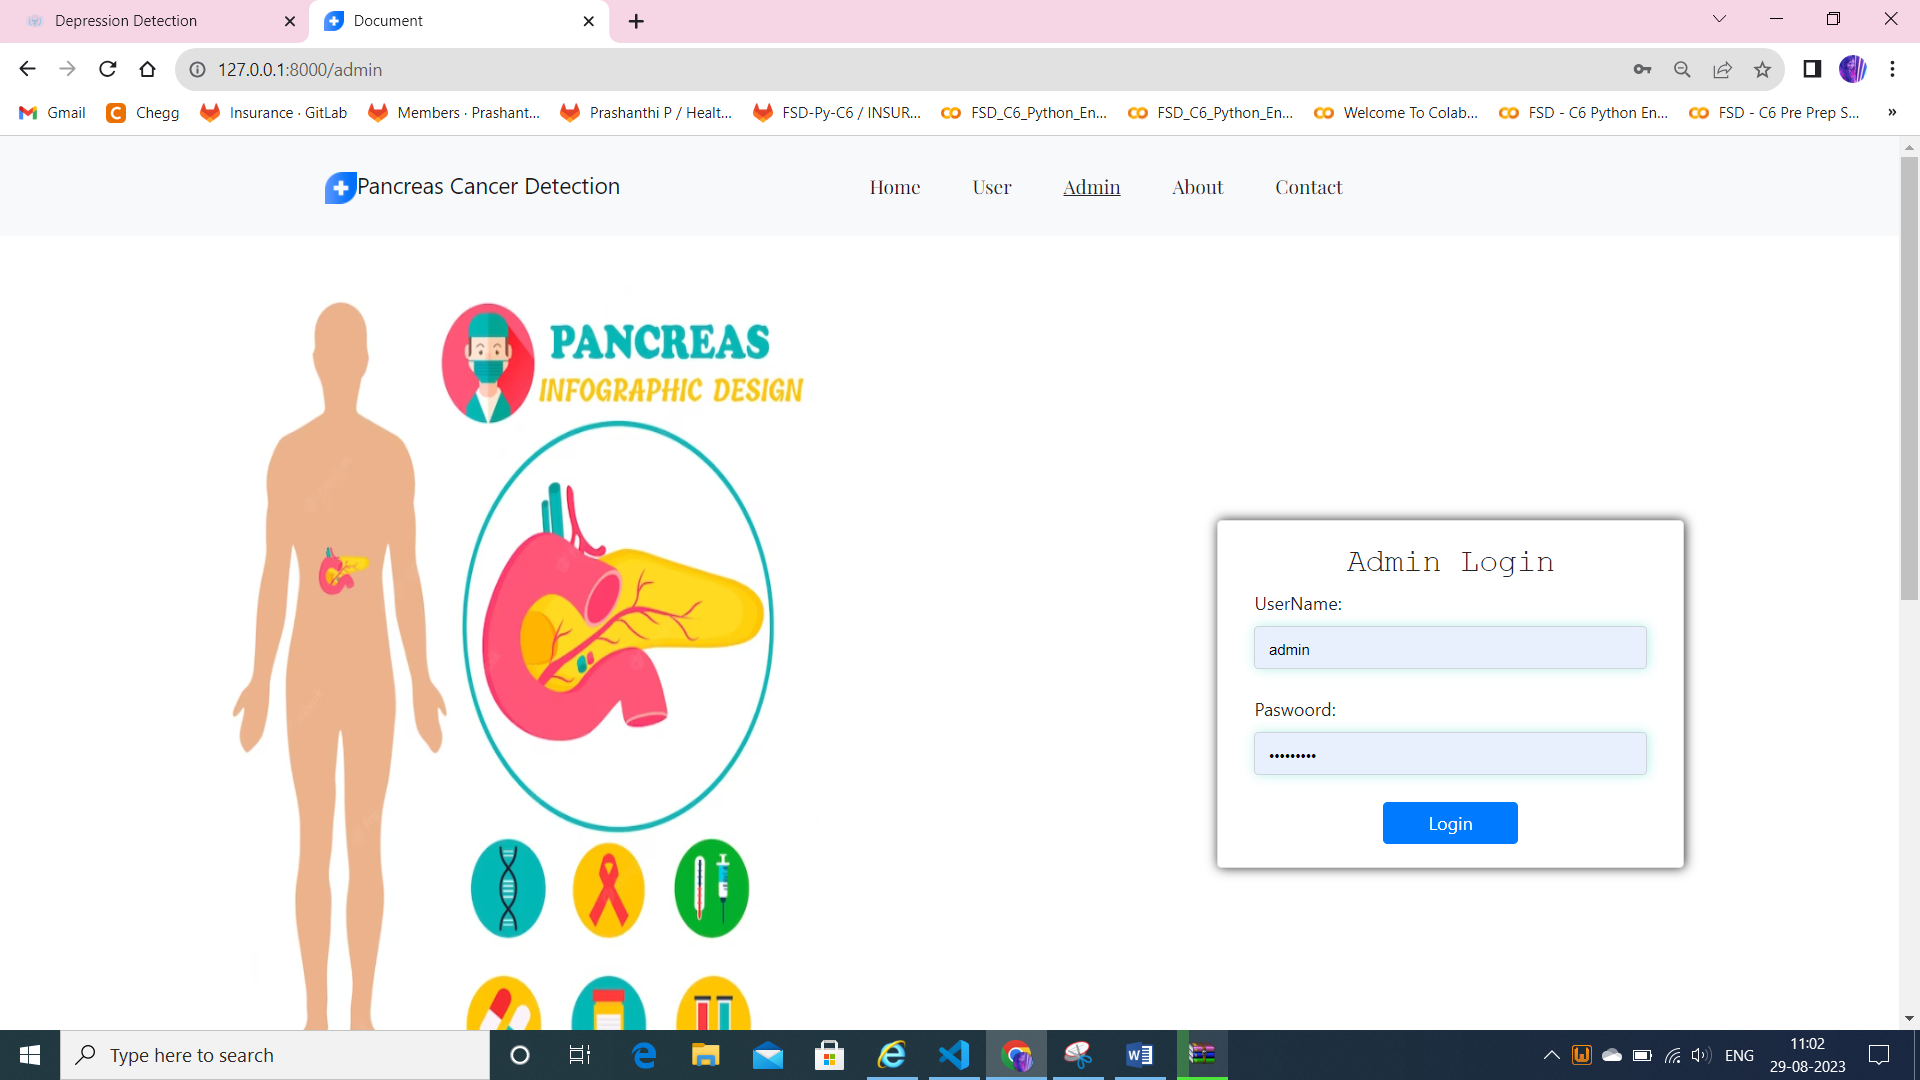 Depression Detection
Document
127.0.0.1:8000/admin
Gmail
Chegg
Insurance · GitLab
Members · Prashant...
Prashanthi P / Healt...
FSD-Py-C6 / INSUR...
FSD_C6_Python_En...
FSD_C6_Python_En...
Welcome To Colab...
FSD - C6 Python En...
FSD - C6 Pre Prep S...
»
Pancreas Cancer Detection
Home
User
Admin
About
Contact
PANCREAS
INFOGRAPHIC DESIGN
Admin Login
UserName:
admin
Paswoord:
•••••••••
Login
Type here to search
ENG
11:02
29-08-2023